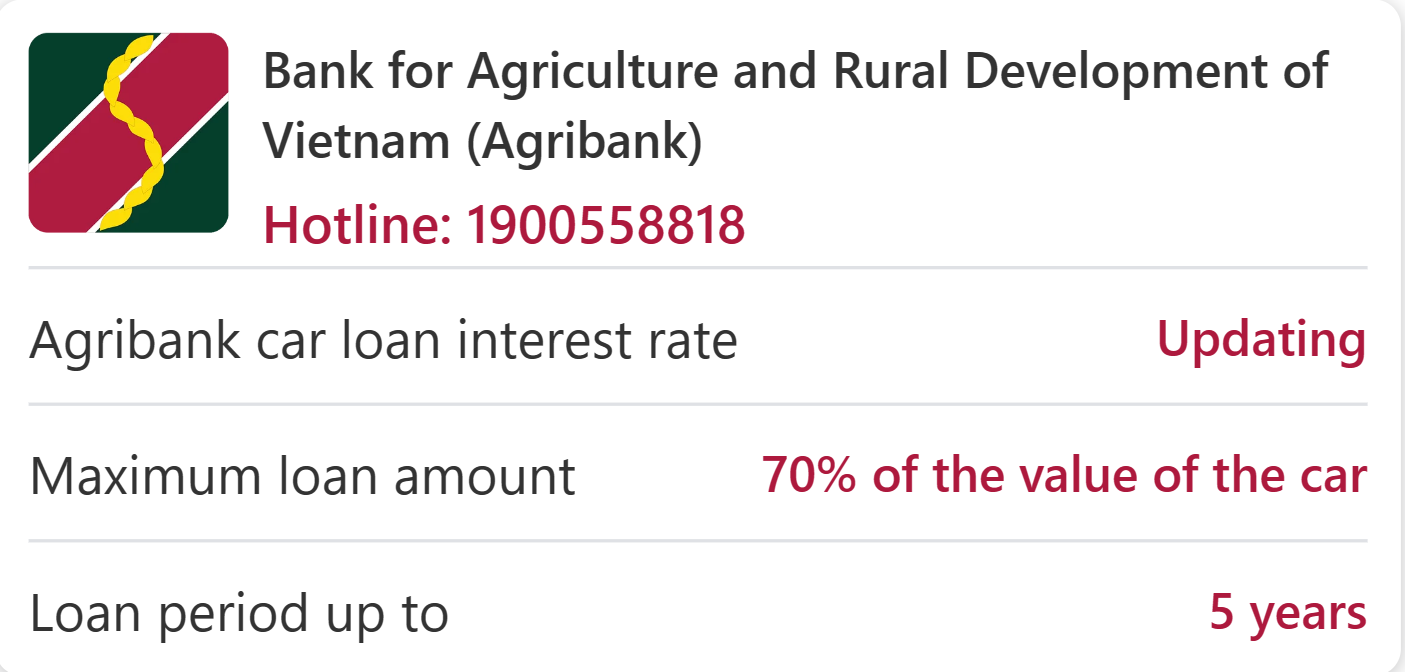 Bank for Agriculture and Rural Development of
Vietnam (Agribank)
Hotline: 1900558818
Agribank car loan interest rate Updating
Maximum loan amount 70% of the value of the car
Loan period up to 5 years